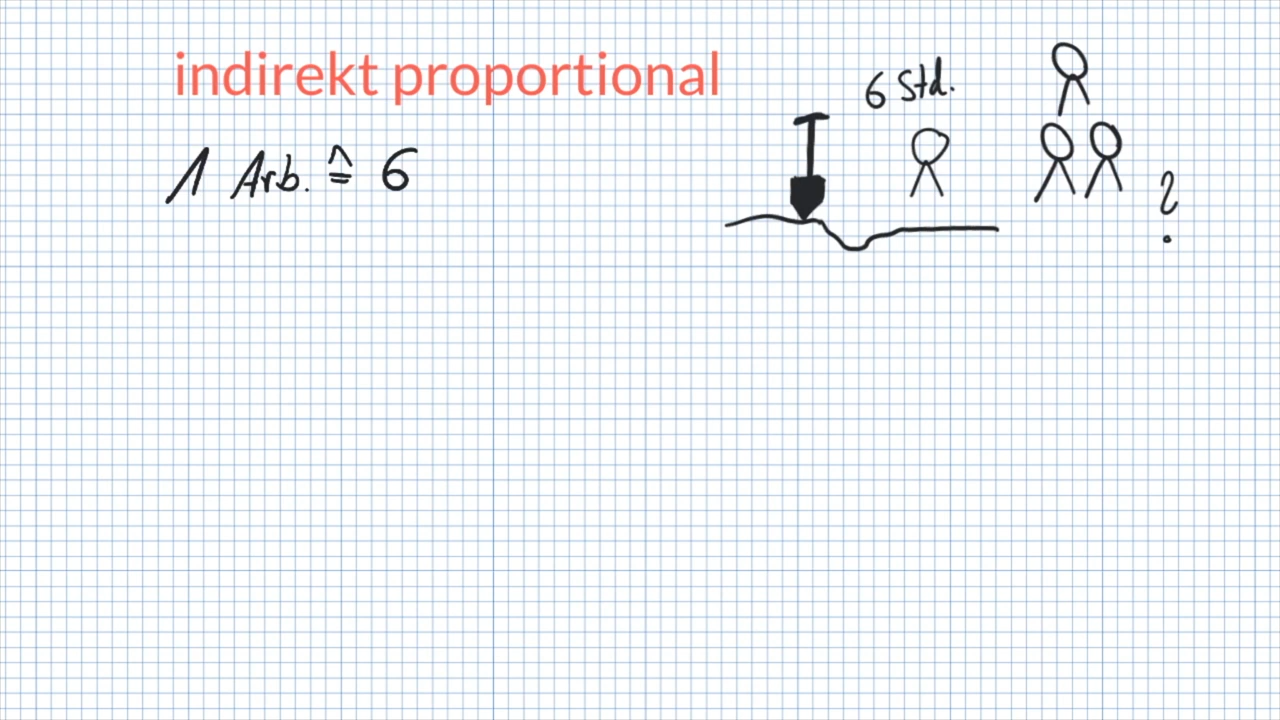 indirekt proportional
6 Std.
1 Arb. ≙ 6
?